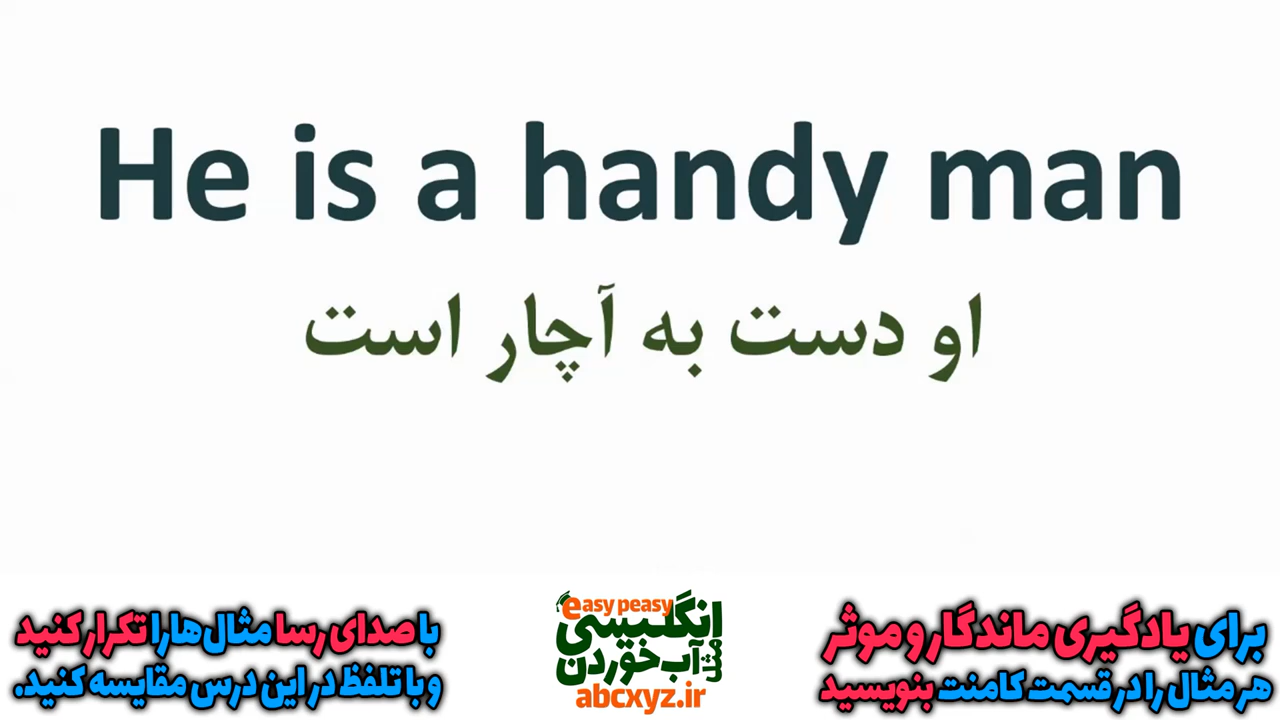 He is a handy man
او دست به آچار است
برای یادگیری ماندگار و موثر
هر مثال را در قسمت کامنت بنویسید
easy peasy
انگلیسی
مثل آب خوردن
abcxyz.ir
با صدای رسا مثال‌ها را تکرار کنید
و با تلفظ در این درس مقایسه کنید.